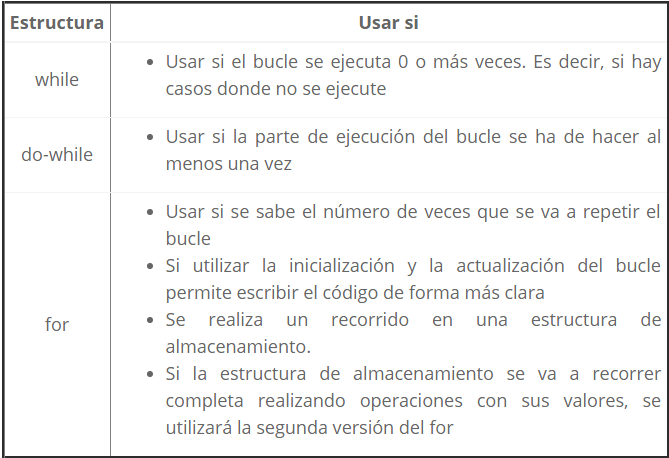 Estructura Usar si
while
• Usar si el bucle se ejecuta 0 o más veces. Es decir, si hay
casos donde no se ejecute
do-while
• Usar si la parte de ejecución del bucle se ha de hacer al
menos una vez
for
• Usar si se sabe el número de veces que se va a repetir el
bucle
• Si utilizar la inicialización y la actualización del bucle
permite escribir el código de forma más clara
• Se realiza un recorrido en una estructura de
almacenamiento.
• Si la estructura de almacenamiento se va a recorrer
completa realizando operaciones con sus valores, se
utilizará la segunda versión del for